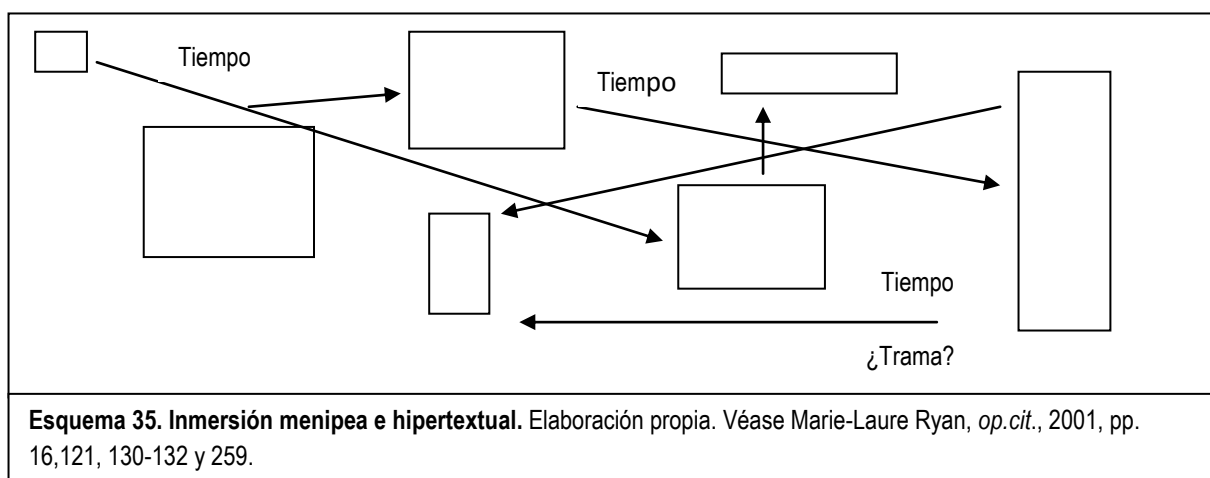 Tiempo
Tiempo
Tiempo
¿Trama?
Esquema 35. Inmersión menipea e hipertextual. Elaboración propia. Véase Marie-Laure Ryan, op.cit., 2001, pp.
16,121, 130-132 y 259.